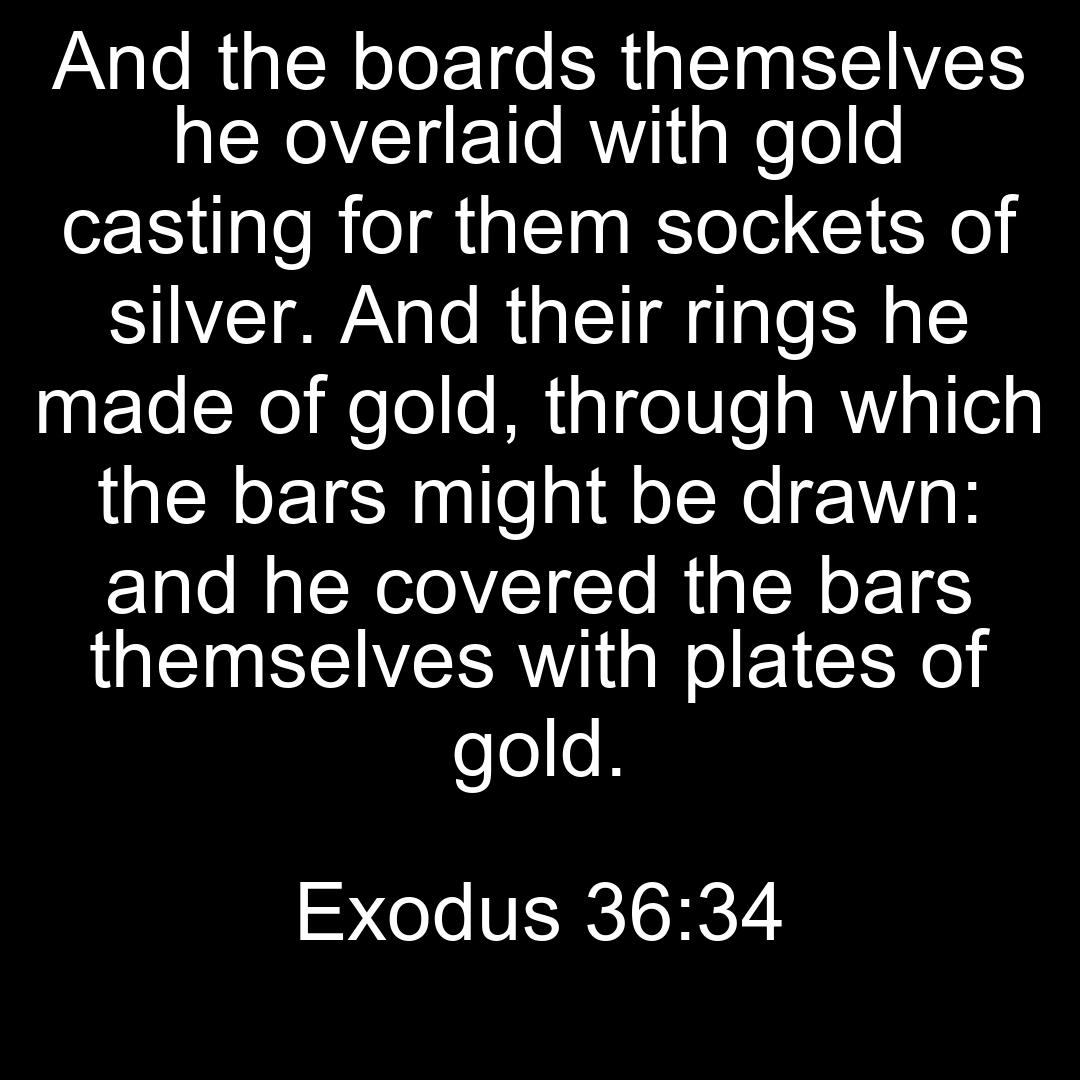 And the boards themselves
he overlaid with gold
casting for them sockets of
silver. And their rings he
made of gold, through which
the bars might be drawn:
and he covered the bars
themselves with plates of
gold.
Exodus 36:34